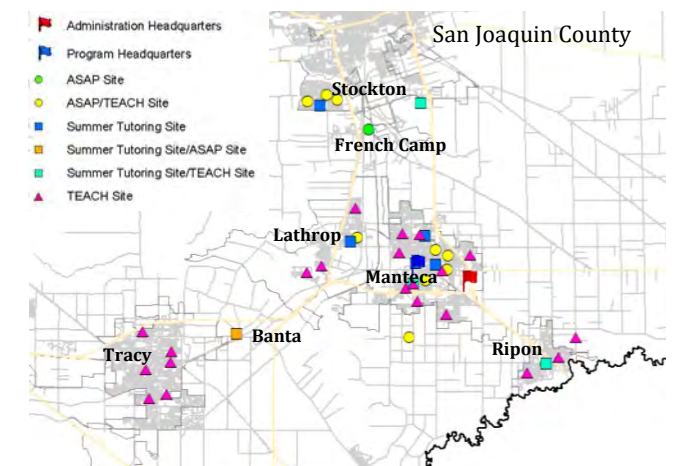 San Joaquin County
Administration Headquarters
Program Headquarters
ASAP Site
ASAP/TEACH Site
Summer Tutoring Site
Summer Tutoring Site/ASAP Site
Summer Tutoring Site/TEACH Site
TEACH Site
Stockton
French Camp
Lathrop
Manteca
Banta
Tracy
Ripon